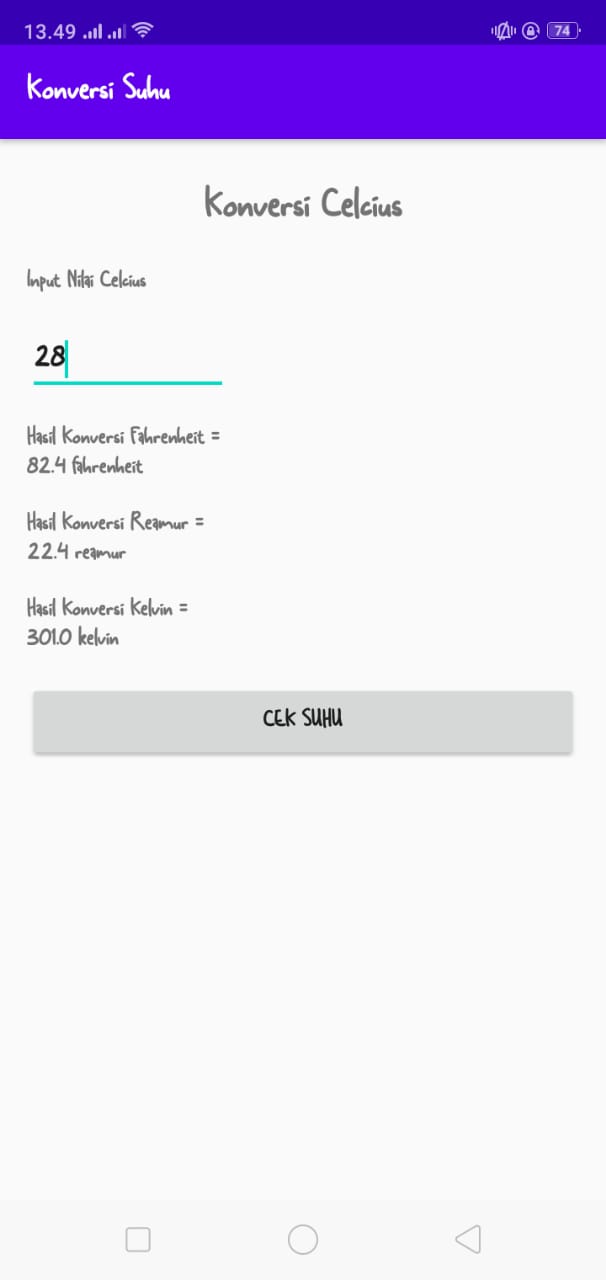 13.49
74
Konversi Suhu
Konversi Celcius
Input Nilai Celcius
28
Hasil Konversi Fahrenheit =
82.4 fahrenheit
Hasil Konversi Reamur =
22.4 reamur
Hasil Konversi Kelvin =
301.0 kelvin
CEK SUHU